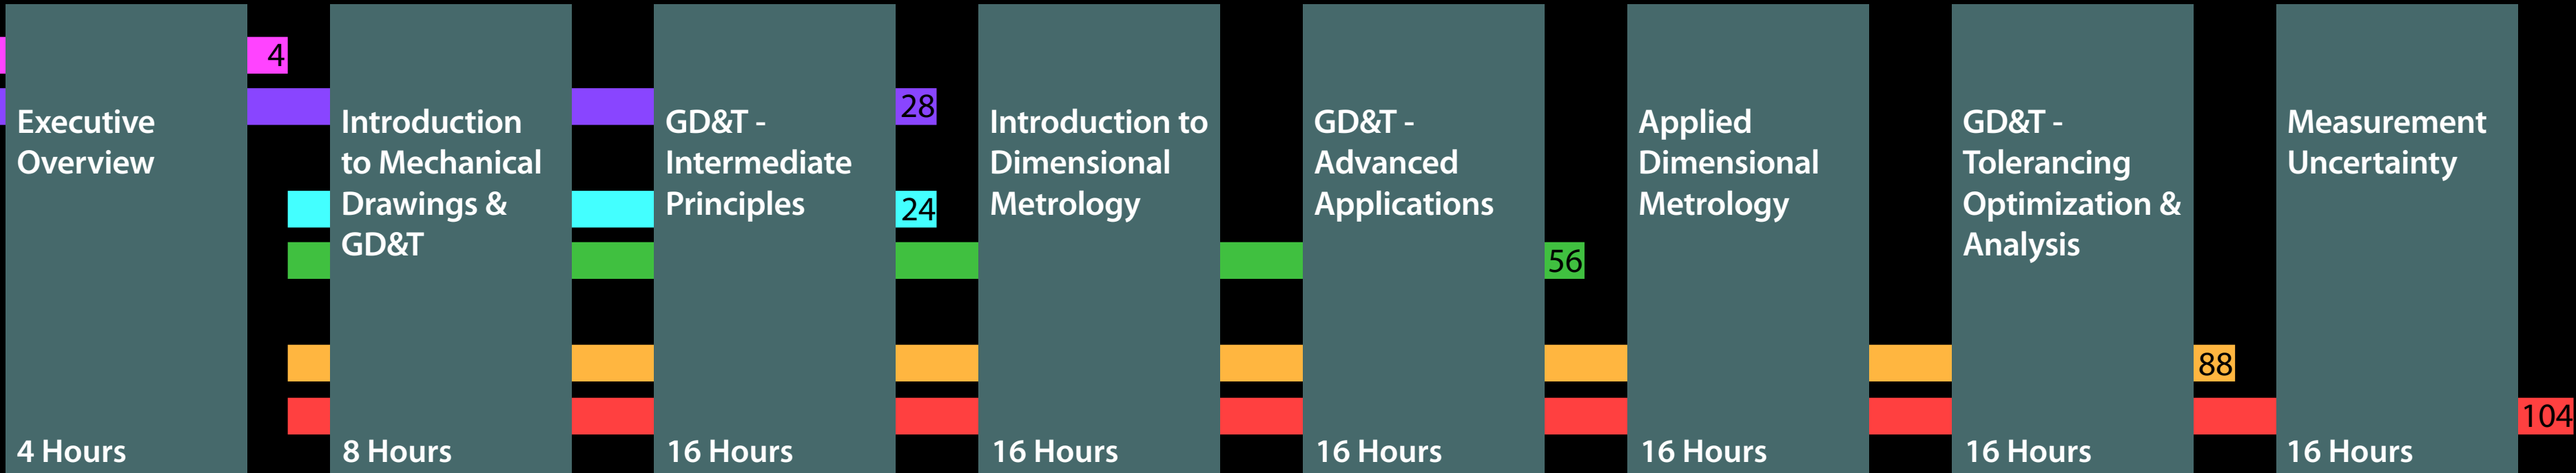 4
28
24
56
88
104
Executive
Overview
4 Hours
Introduction
to Mechanical
Drawings &
GD&T
8 Hours
GD&T -
Intermediate
Principles
16 Hours
Introduction to
Dimensional
Metrology
16 Hours
GD&T -
Advanced
Applications
16 Hours
Applied
Dimensional
Metrology
16 Hours
GD&T -
Tolerancing
Optimization &
Analysis
16 Hours
Measurement
Uncertainty
16 Hours